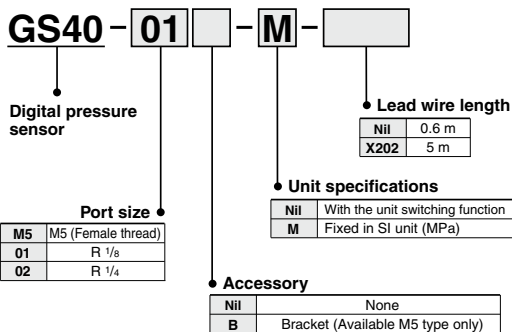 GS40 - 01 - M -
Digital pressure
sensor
Lead wire length
Nil 0.6 m
X202 5 m
Unit specifications
Nil With the unit switching function
M Fixed in SI unit (MPa)
Port size
M5 M5 (Female thread)
01 R 1/8
02 R 1/4
Accessory
Nil None
B Bracket (Available M5 type only)